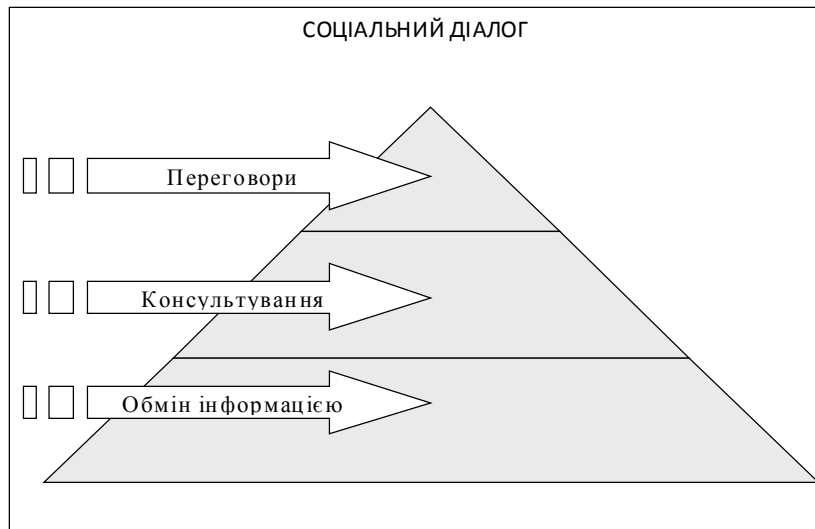 СОЦІАЛЬНИЙ ДІАЛОГ
Переговори
Консультування
Обмін інформацією